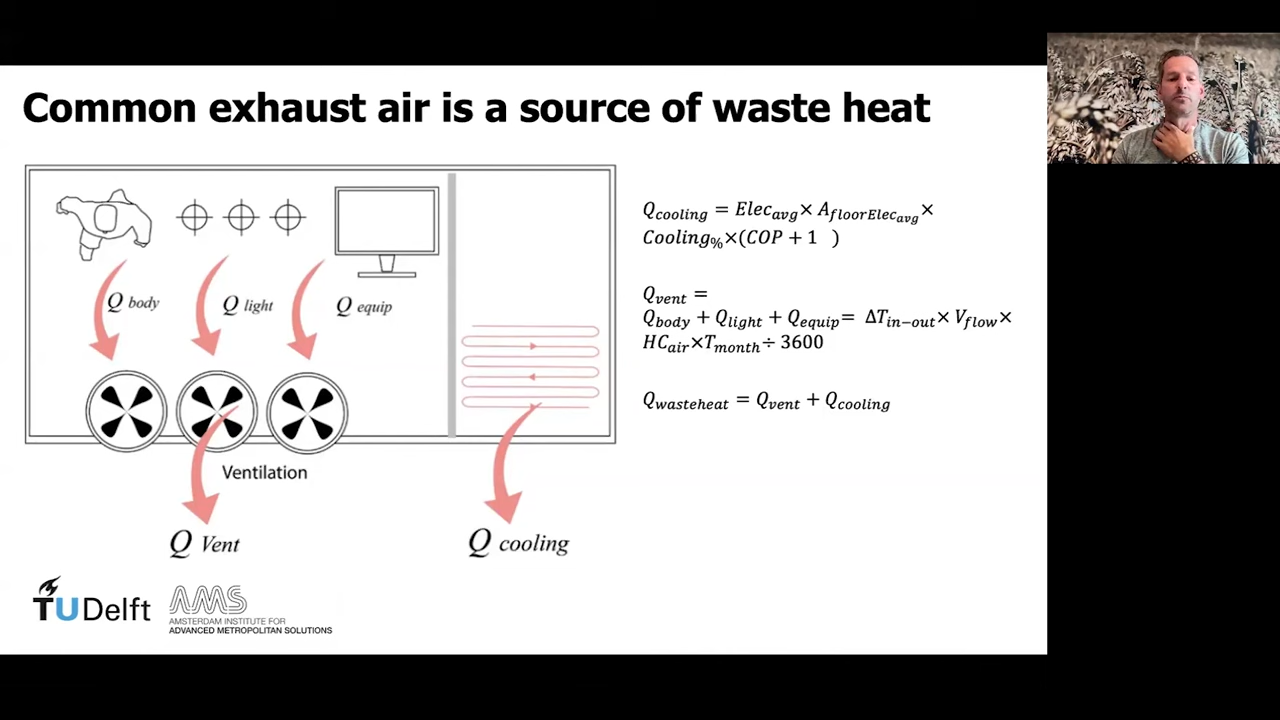 Common exhaust air is a source of waste heat
Q body
Q light
Q equip
Ventilation
Q Vent
Q cooling
Q_cooling = Elec_avg × A_floorElec_avg ×
Cooling_% × (COP + 1 )
Q_vent =
Q_body + Q_light + Q_equip = ΔT_in−out × V_flow ×
HC_air × T_month ÷ 3600
Q_wasteheat = Q_vent + Q_cooling
TUDelft
AMS
AMSTERDAM INSTITUTE FOR
ADVANCED METROPOLITAN SOLUTIONS